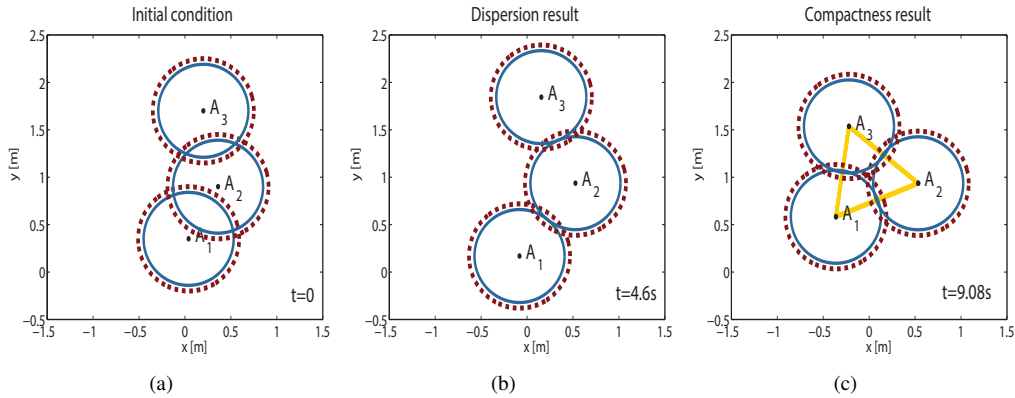 Initial condition
2.5
2
1.5
1
0.5
0
−0.5
−1.5 −1 −0.5 0 0.5 1 1.5
y [m]
x [m]
A3
A2
A1
t=0
(a)
Dispersion result
2.5
2
1.5
1
0.5
0
−0.5
−1.5 −1 −0.5 0 0.5 1 1.5
y [m]
x [m]
A3
A2
A1
t=4.6s
(b)
Compactness result
2.5
2
1.5
1
0.5
0
−0.5
−1.5 −1 −0.5 0 0.5 1 1.5
y [m]
x [m]
A3
A2
A1
t=9.08s
(c)